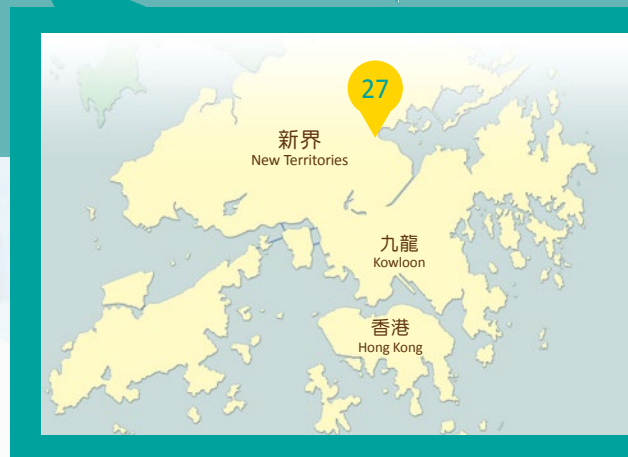 27
新界
New Territories
九龍
Kowloon
香港
Hong Kong